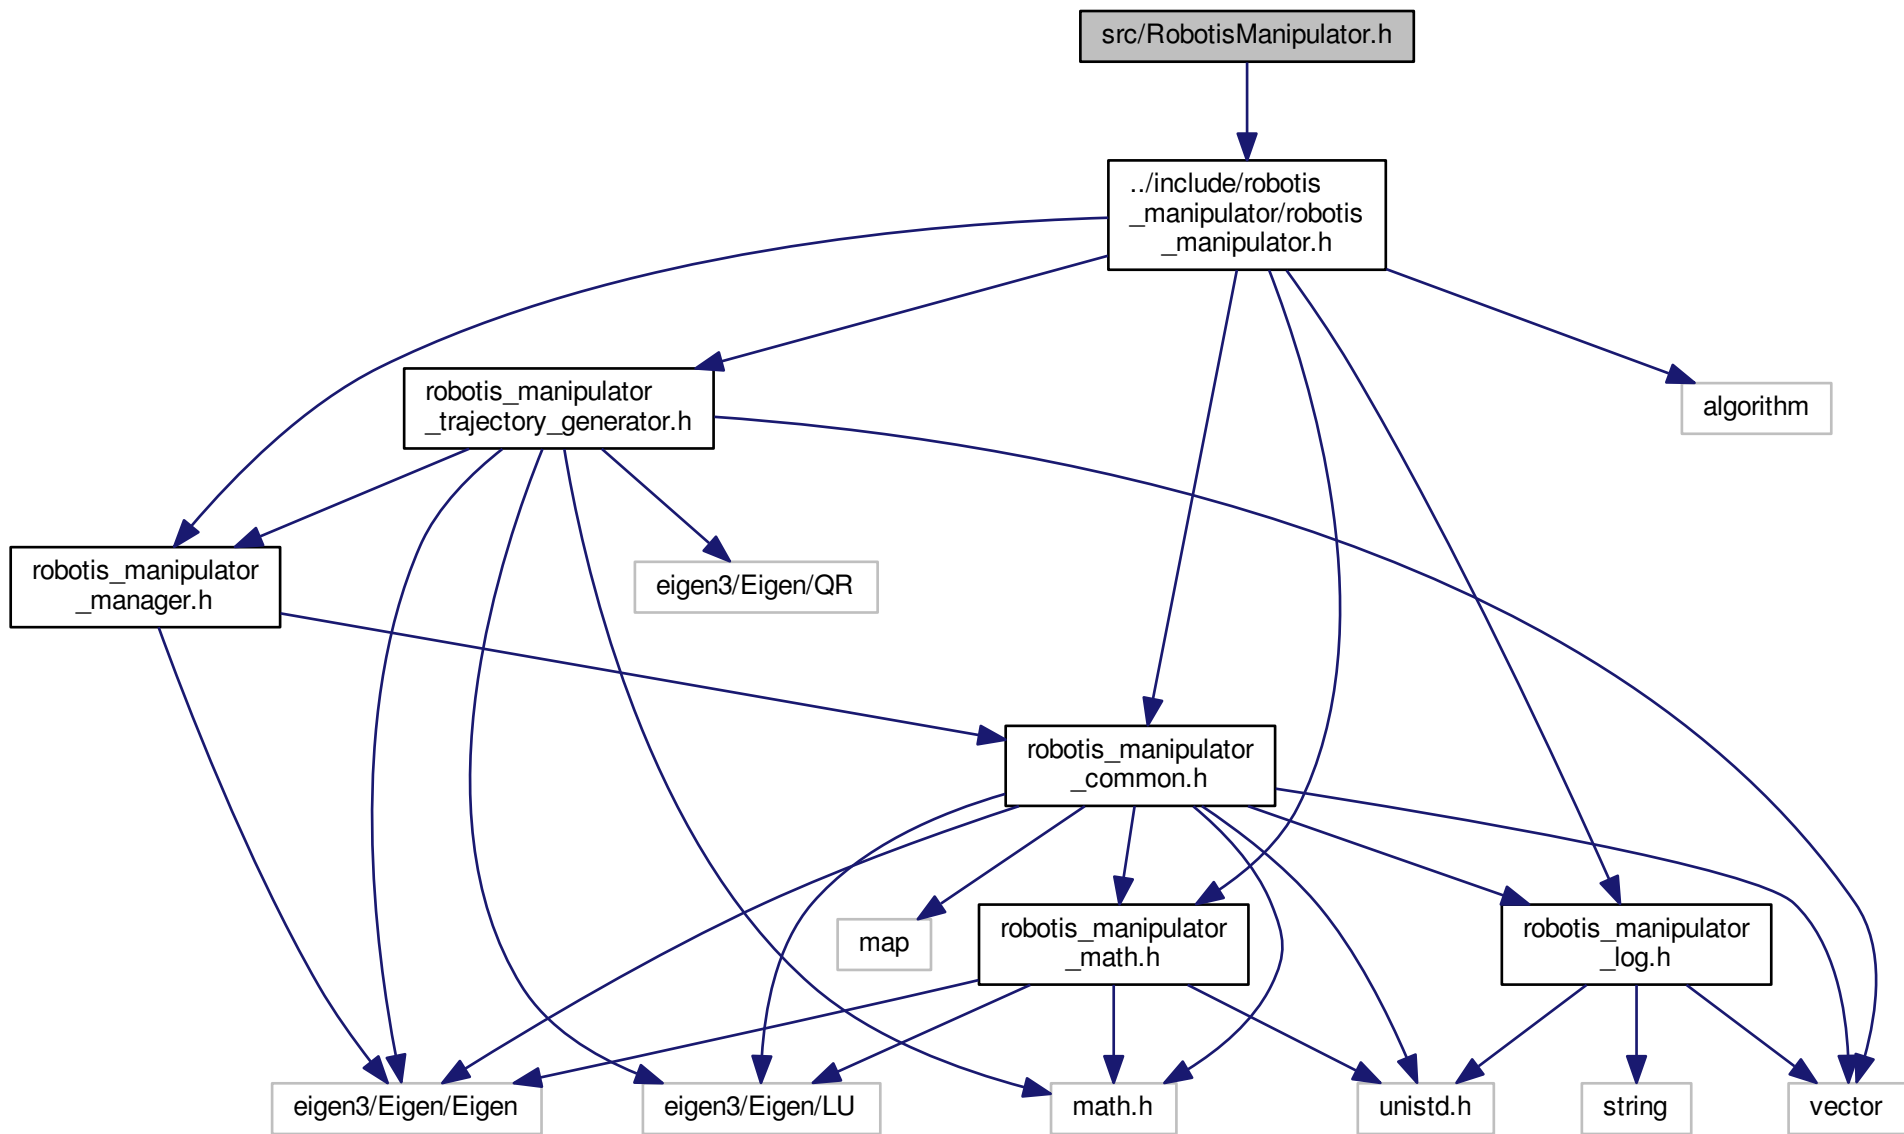 src/RobotisManipulator.h
../include/robotis
_manipulator/robotis
_manipulator.h
robotis_manipulator
_trajectory_generator.h
algorithm
robotis_manipulator
_manager.h
eigen3/Eigen/QR
robotis_manipulator
_common.h
map
robotis_manipulator
_math.h
robotis_manipulator
_log.h
eigen3/Eigen/Eigen
eigen3/Eigen/LU
math.h
unistd.h
string
vector